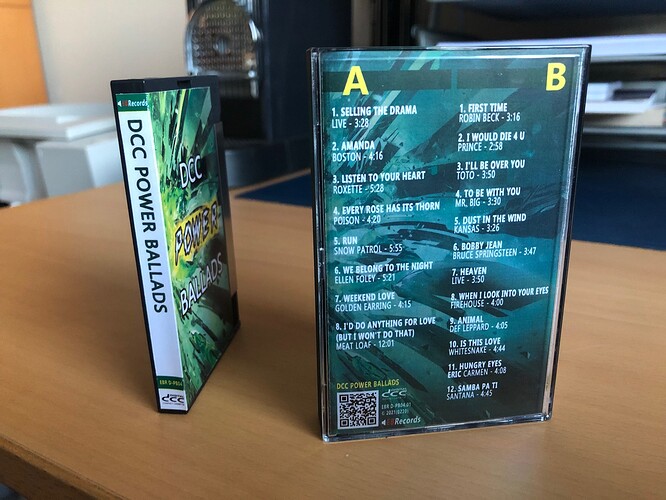 88Records
DCC POWER BALLADS
DCC
POWER
BALLADS
dcc
A
1. SELLING THE DRAMA
LIVE - 3:28
2. AMANDA
BOSTON - 4:16
3. LISTEN TO YOUR HEART
ROXETTE - 5:28
4. EVERY ROSE HAS ITS THORN
POISON - 4:20
5. RUN
SNOW PATROL - 5:55
6. WE BELONG TO THE NIGHT
ELLEN FOLEY - 5:21
7. WEEKEND LOVE
GOLDEN EARRING - 4:15
8. I'D DO ANYTHING FOR LOVE
(BUT I WON'T DO THAT)
MEAT LOAF - 12:01
B
1. FIRST TIME
ROBIN BECK - 3:16
2. I WOULD DIE 4 U
PRINCE - 2:58
3. I'LL BE OVER YOU
TOTO - 3:50
4. TO BE WITH YOU
MR. BIG - 3:30
5. DUST IN THE WIND
KANSAS - 3:26
6. BOBBY JEAN
BRUCE SPRINGSTEEN - 3:47
7. HEAVEN
LIVE - 3:50
8. WHEN I LOOK INTO YOUR EYES
FIREHOUSE - 4:00
9. ANIMAL
DEF LEPPARD - 4:05
10. IS THIS LOVE
WHITESNAKE - 4:44
11. HUNGRY EYES
ERIC CARMEN - 4:08
12. SAMBA PA TI
SANTANA - 4:45
DCC POWER BALLADS
dcc
88Records